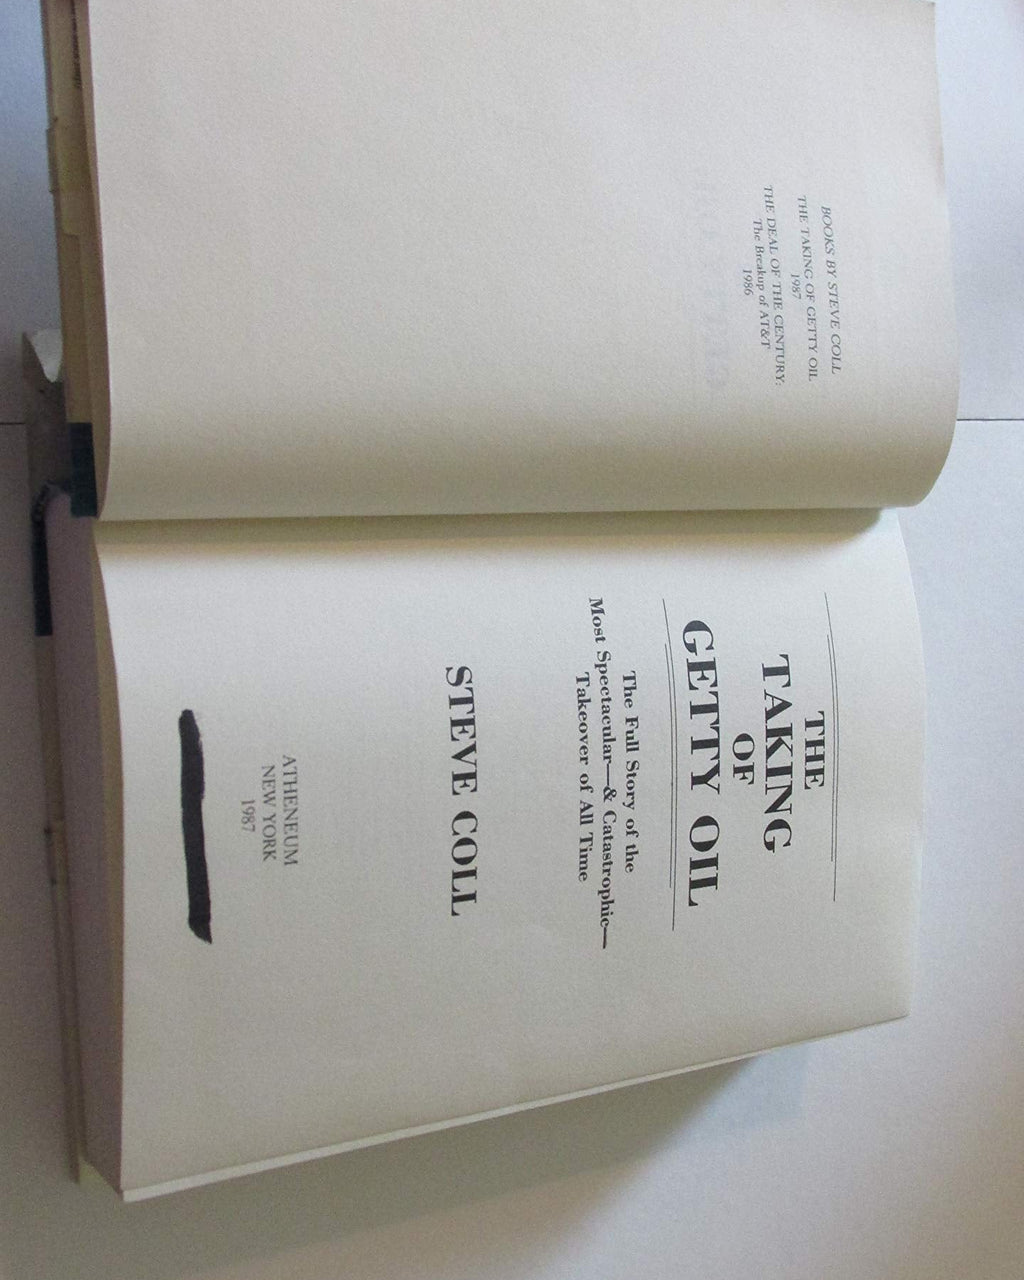 BOOKS BY STEVE COLL
THE TAKING OF GETTY OIL
1987
THE DEAL OF THE CENTURY:
The Breakup of AT&T
1986
THE
TAKING
OF
GETTY OIL
The Full Story of the
Most Spectacular—& Catastrophic—
Takeover of All Time
STEVE COLL
ATHENEUM
NEW YORK
1987